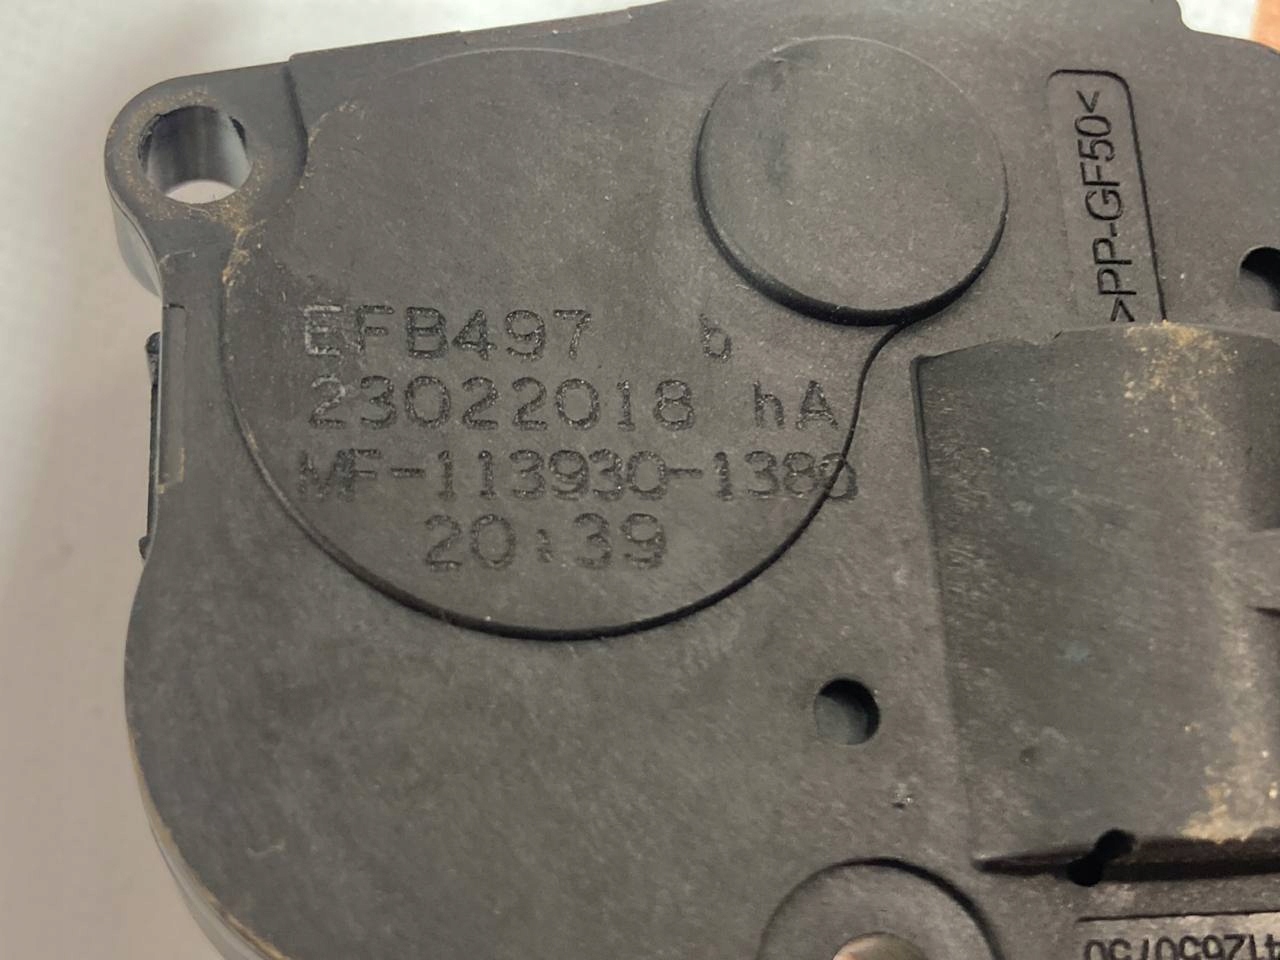 EFB497 b
23022018 hA
MF-113930-1380
20:39
>PP-GF50<